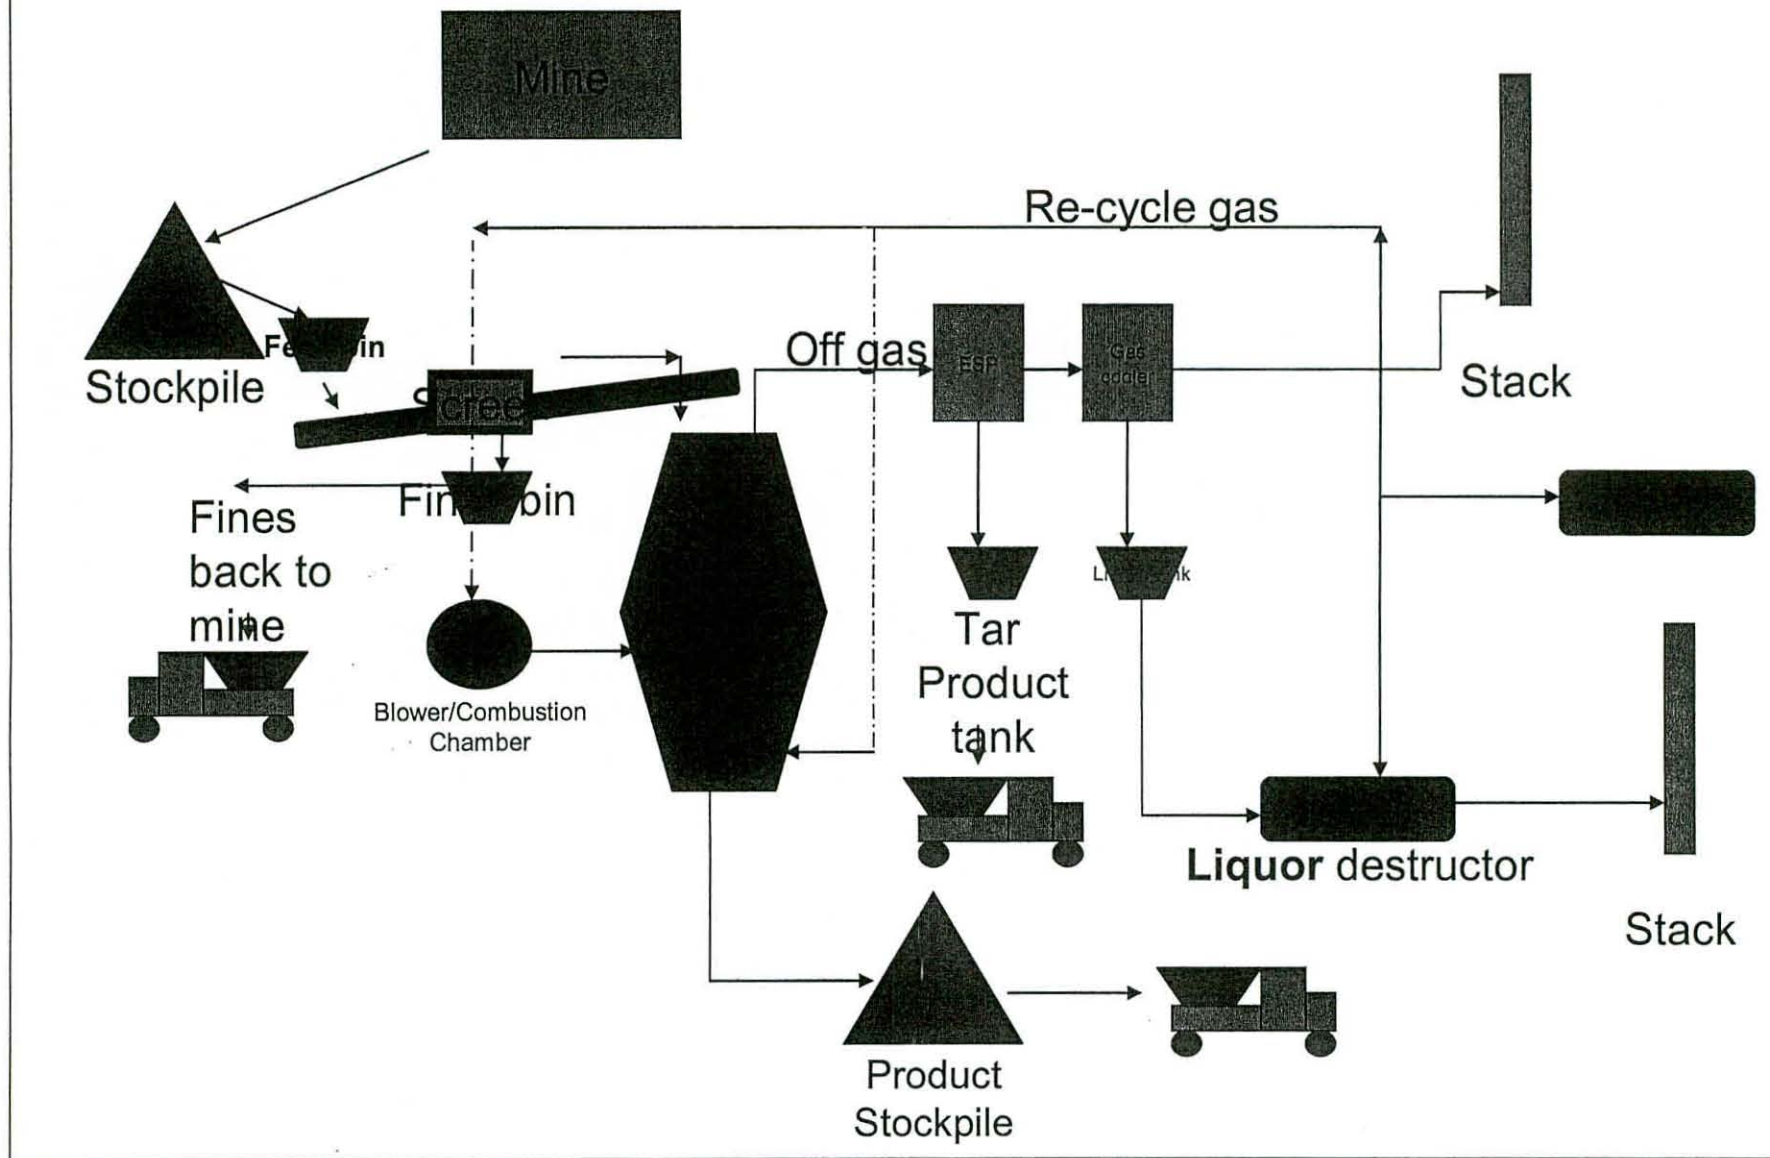 Mine
Re-cycle gas
Stockpile
Off gas
ESP
Gas
Stack
Fines
back to
mine
Blower/Combustion
Chamber
Tar
Product
tank
Liquor destructor
Stack
Product
Stockpile